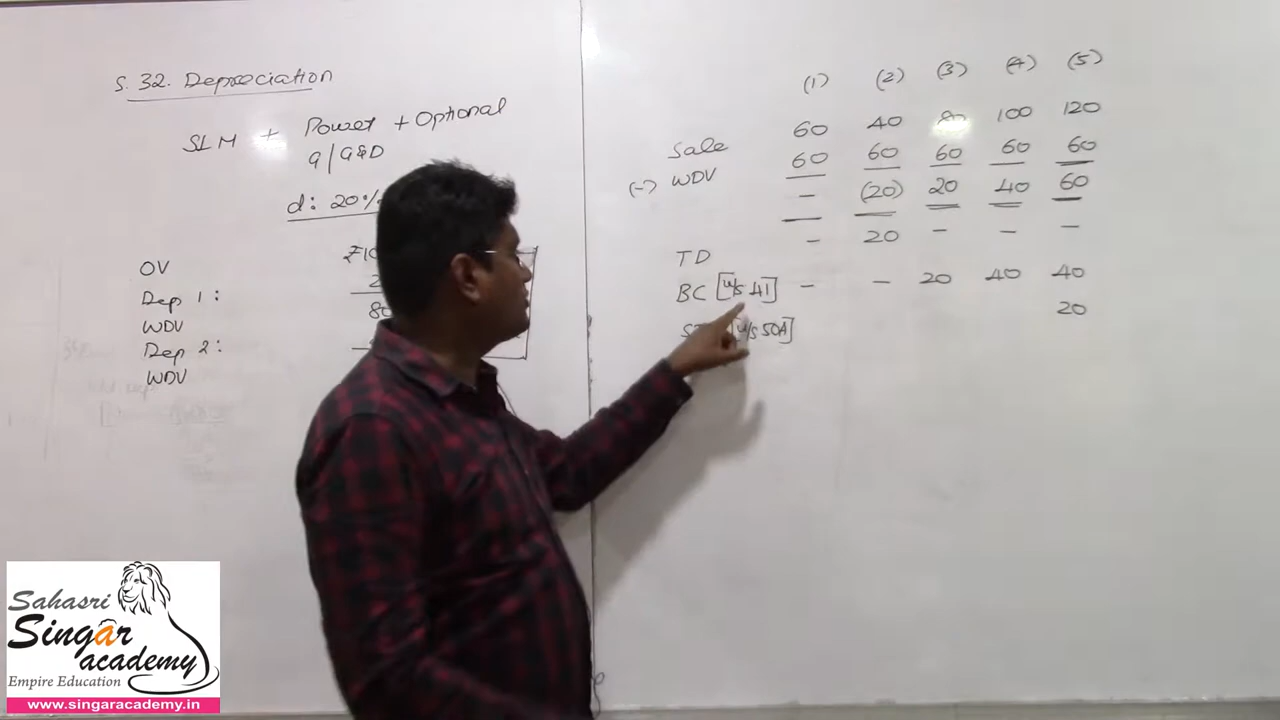 S. 32. Depreciation
SLM + Power + Optional
G/G&D
d: 20%
OV
Dep 1:
WDV 80
Dep 2:
WDV
(1) (2) (3) (4) (5)
Sale 60 40 80 100 120
(-) WDV 60 60 60 60 60
- (20) 20 40 60
TD - 20 - - -
BC [u/s 41] - - 20 40 40
[u/s 50A] 20
Sahasri
Singar
academy
Empire Education
www.singaracademy.in